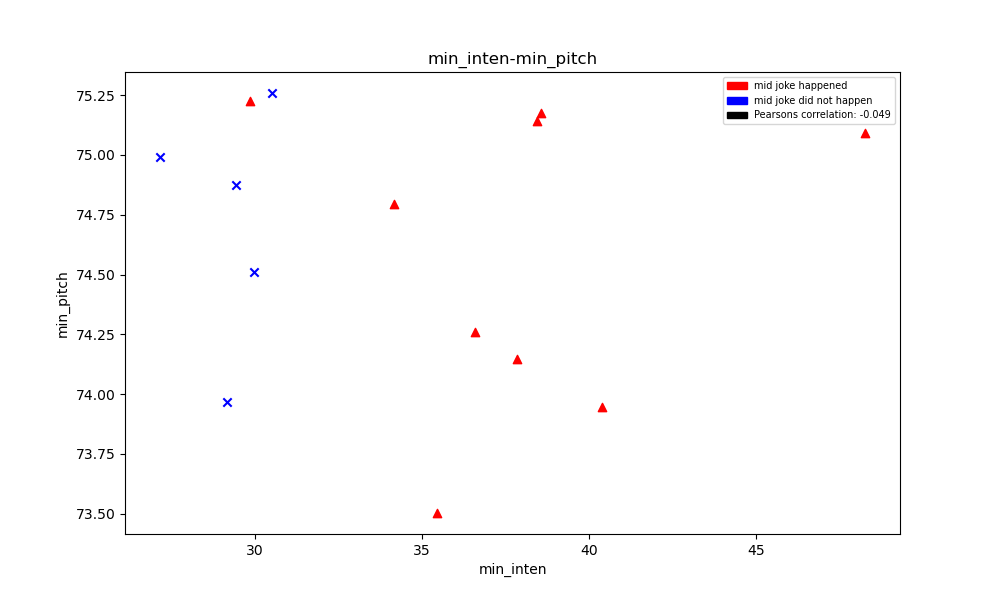 min_inten-min_pitch
mid joke happened
mid joke did not happen
Pearsons correlation: -0.049
min_pitch
75.25
75.00
74.75
74.50
74.25
74.00
73.75
73.50
30 35 40 45
min_inten